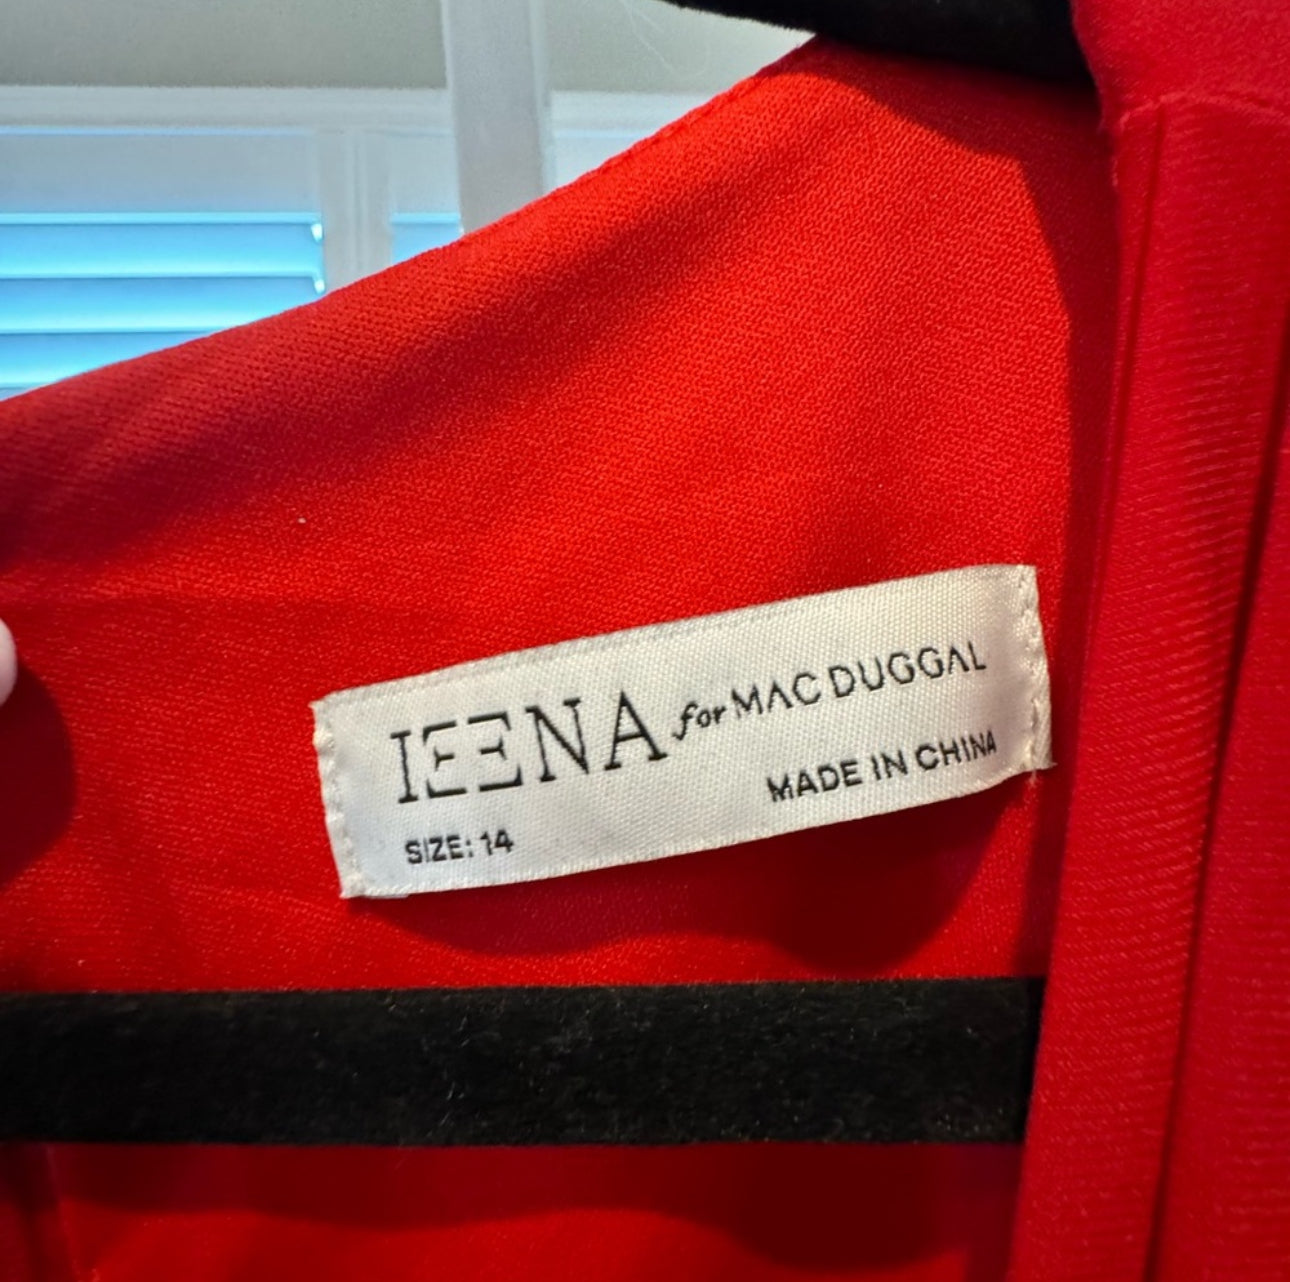 IEENA for MAC DUGGAL
MADE IN CHINA
SIZE: 14